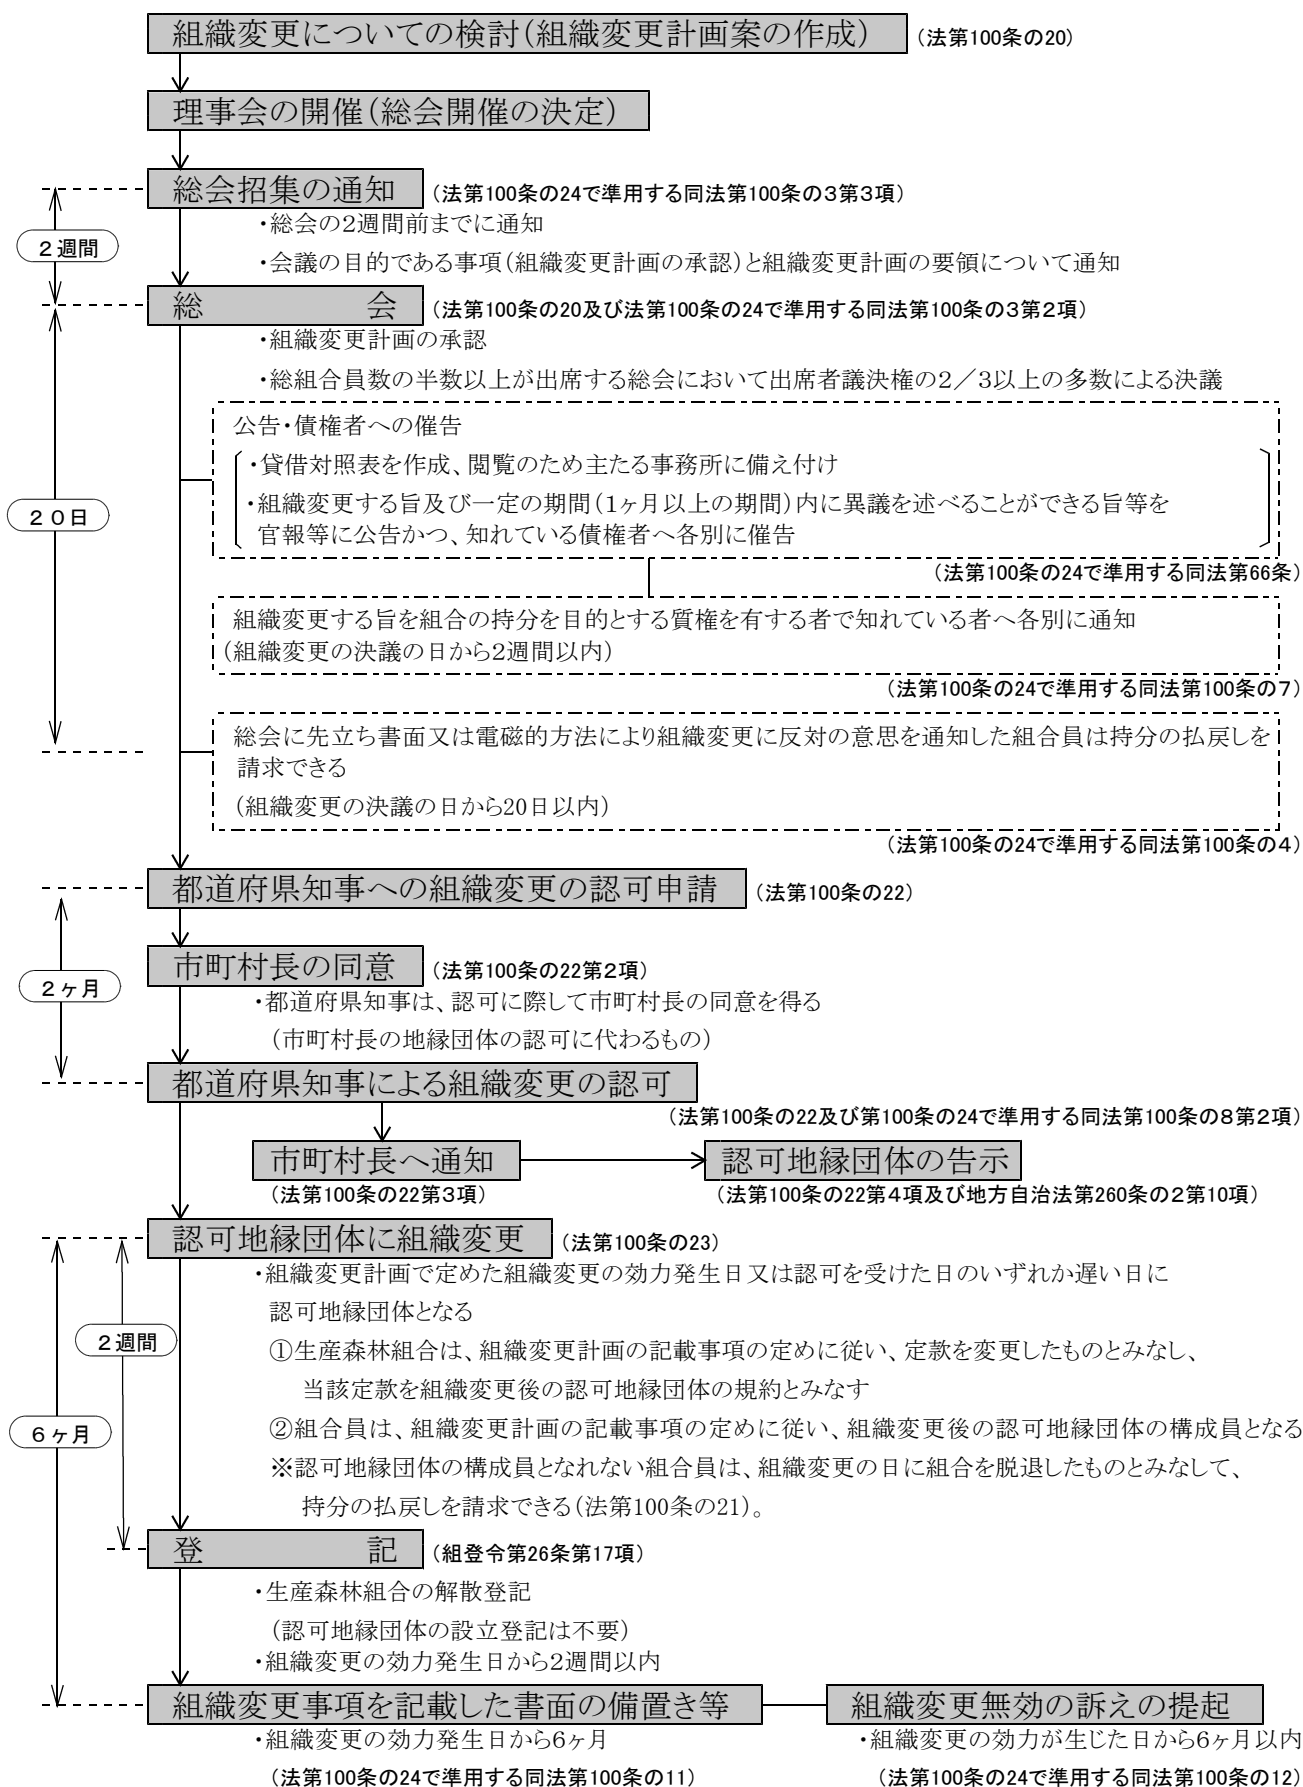 組織変更についての検討（組織変更計画案の作成） （法第100条の20）
理事会の開催（総会開催の決定）
総会招集の通知 （法第100条の24で準用する同法第100条の３第３項）
・総会の２週間前までに通知
２週間
・会議の目的である事項（組織変更計画の承認）と組織変更計画の要領について通知
総　　　会 （法第100条の20及び法第100条の24で準用する同法第100条の３第２項）
・組織変更計画の承認
・総組合員数の半数以上が出席する総会において出席者議決権の２／３以上の多数による決議
公告・債権者への催告
・貸借対照表を作成、閲覧のため主たる事務所に備え付け
・組織変更する旨及び一定の期間（１ヶ月以上の期間）内に異議を述べることができる旨等を
官報等に公告かつ、知れている債権者へ各別に催告
２０日
（法第100条の24で準用する同法第66条）
組織変更する旨を組合の持分を目的とする質権を有する者で知れている者へ各別に通知
（組織変更の決議の日から２週間以内）
（法第100条の24で準用する同法第100条の７）
総会に先立ち書面又は電磁的方法により組織変更に反対の意思を通知した組合員は持分の払戻しを
請求できる
（組織変更の決議の日から20日以内）
（法第100条の24で準用する同法第100条の４）
都道府県知事への組織変更の認可申請 （法第100条の22）
市町村長の同意 （法第100条の22第２項）
２ヶ月
・都道府県知事は、認可に際して市町村長の同意を得る
（市町村長の地縁団体の認可に代わるもの）
都道府県知事による組織変更の認可
（法第100条の22及び第100条の24で準用する同法第100条の８第２項）
市町村長へ通知 認可地縁団体の告示
（法第100条の22第３項） （法第100条の22第４項及び地方自治法第260条の２第10項）
認可地縁団体に組織変更 （法第100条の23）
・組織変更計画で定めた組織変更の効力発生日又は認可を受けた日のいずれか遅い日に
認可地縁団体となる
２週間
①生産森林組合は、組織変更計画の記載事項の定めに従い、定款を変更したものとみなし、
当該定款を組織変更後の認可地縁団体の規約とみなす
６ヶ月
②組合員は、組織変更計画の記載事項の定めに従い、組織変更後の認可地縁団体の構成員となる
※認可地縁団体の構成員となれない組合員は、組織変更の日に組合を脱退したものとみなして、
持分の払戻しを請求できる（法第100条の21）。
登　　　記 （組登令第26条第17項）
・生産森林組合の解散登記
（認可地縁団体の設立登記は不要）
・組織変更の効力発生日から２週間以内
組織変更事項を記載した書面の備置き等 組織変更無効の訴えの提起
・組織変更の効力発生日から６ヶ月 ・組織変更の効力が生じた日から６ヶ月以内
（法第100条の24で準用する同法第100条の11） （法第100条の24で準用する同法第100条の12）